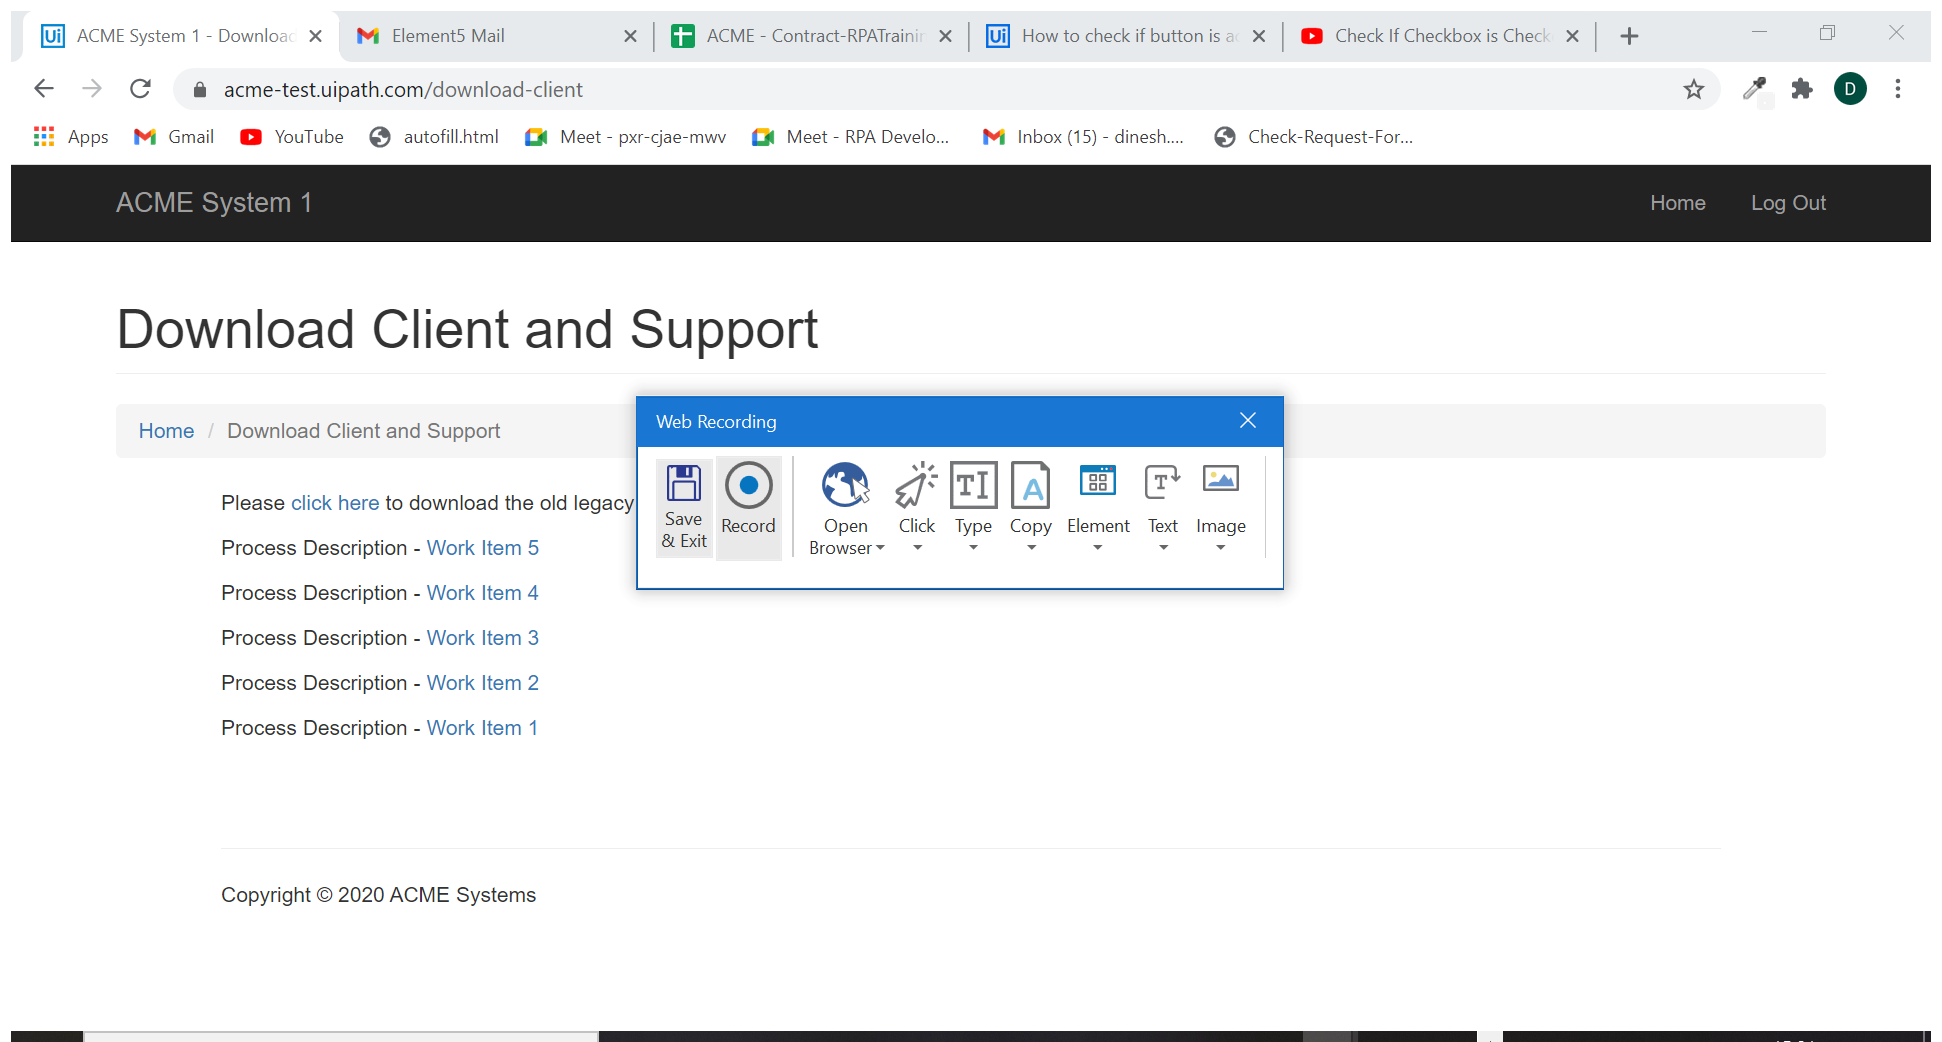 ACME System 1 - Download
Element5 Mail
ACME - Contract-RPATrainin
How to check if button is ac
Check If Checkbox is Check
acme-test.uipath.com/download-client
D
Apps
Gmail
YouTube
autofill.html
Meet - pxr-cjae-mwv
Meet - RPA Develo...
Inbox (15) - dinesh....
Check-Request-For...
ACME System 1
Home
Log Out
Download Client and Support
Home / Download Client and Support
Web Recording
Save
& Exit
Record
Open
Browser
Click
Type
Copy
Element
Text
Image
Please click here to download the old legacy
Process Description - Work Item 5
Process Description - Work Item 4
Process Description - Work Item 3
Process Description - Work Item 2
Process Description - Work Item 1
Copyright © 2020 ACME Systems